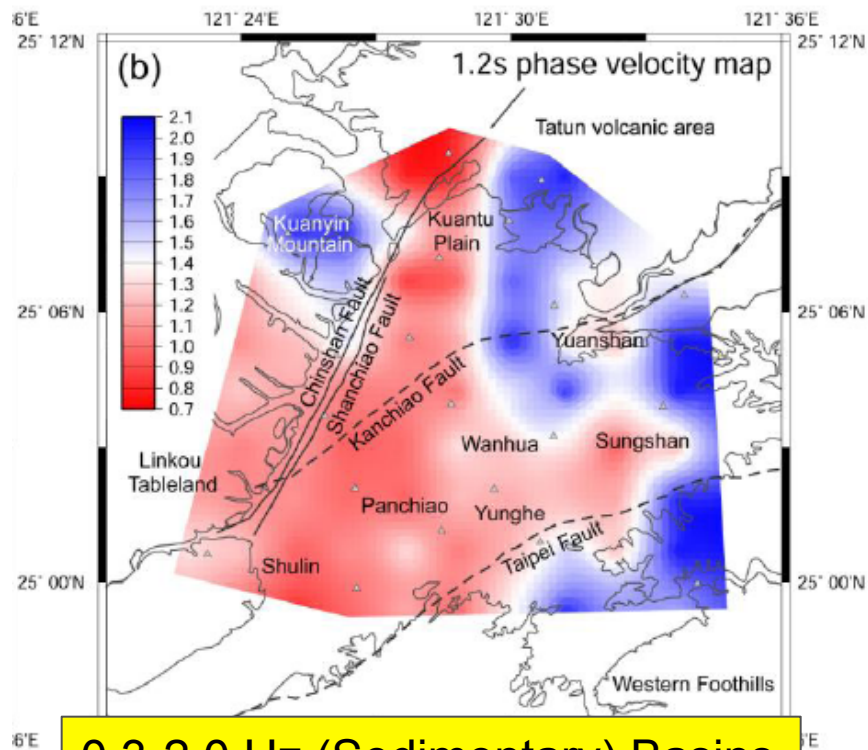 6'E
121° 24'E
121° 30'E
121° 36'E
25° 12'N
25° 12'N
(b)
1.2s phase velocity map
Tatun volcanic area
2.1
2.0
1.9
1.8
1.7
1.6
1.5
1.4
1.3
1.2
1.1
1.0
0.9
0.8
0.7
Kuanyin
Mountain
Kuantu
Plain
25° 06'N
25° 06'N
Chinshan Fault
Shanchiao Fault
Kanchiao Fault
Yuanshan
Wanhua
Sungshan
Linkou
Tableland
Panchiao
Yunghe
Taipei Fault
Shulin
25° 00'N
25° 00'N
Western Foothills
6'E